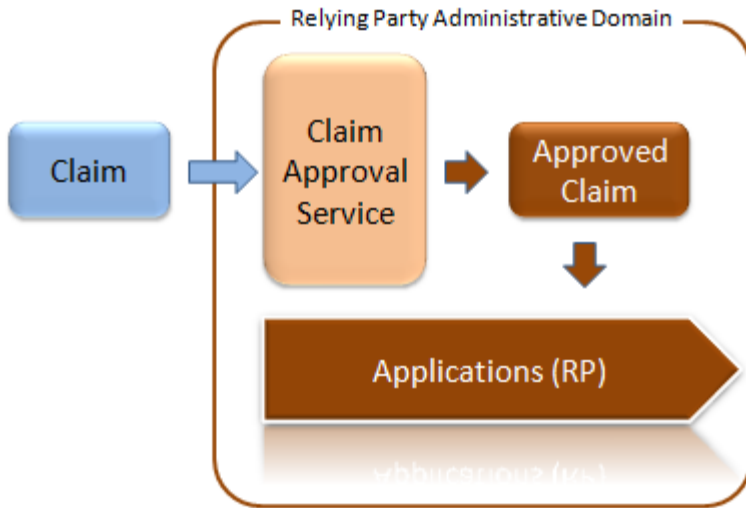 Relying Party Administrative Domain
Claim
Claim
Approval
Service
Approved
Claim
Applications (RP)